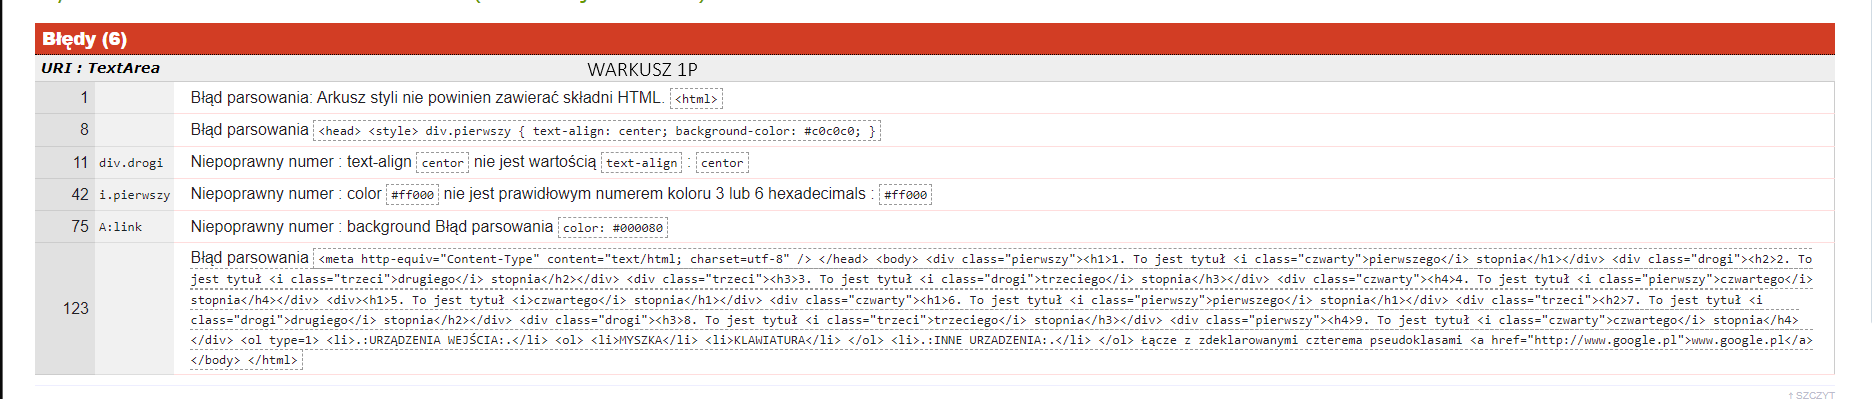 Błędy (6)
URI : TextArea
WARKUSZ 1P
1 Błąd parsowania: Arkusz styli nie powinien zawierać składni HTML. <html>
8 Błąd parsowania <head> <style> div.pierwszy { text-align: center; background-color: #c0c0c0; }
11 div.drogi Niepoprawny numer : text-align centor nie jest wartością text-align : centor
42 i.pierwszy Niepoprawny numer : color #ff000 nie jest prawidłowym numerem koloru 3 lub 6 hexadecimals : #ff000
75 A:link Niepoprawny numer : background Błąd parsowania color: #000080
Błąd parsowania <meta http-equiv="Content-Type" content="text/html; charset=utf-8" /> </head> <body> <div class="pierwszy"><h1>1. To jest tytuł <i class="czwarty">pierwszego</i> stopnia</h1></div> <div class="drogi"><h2>2. To
jest tytuł <i class="trzeci">drugiego</i> stopnia</h2></div> <div class="trzeci"><h3>3. To jest tytuł <i class="drogi">trzeciego</i> stopnia</h3></div> <div class="czwarty"><h4>4. To jest tytuł <i class="pierwszy">czwartego</i>
123 stopnia</h4></div> <div><h1>5. To jest tytuł <i>czwartego</i> stopnia</h1></div> <div class="czwarty"><h1>6. To jest tytuł <i class="pierwszy">pierwszego</i> stopnia</h1></div> <div class="trzeci"><h2>7. To jest tytuł <i
class="drogi">drugiego</i> stopnia</h2></div> <div class="drogi"><h3>8. To jest tytuł <i class="trzeci">trzeciego</i> stopnia</h3></div> <div class="pierwszy"><h4>9. To jest tytuł <i class="czwarty">czwartego</i> stopnia</h4>
</div> <ol type=1> <li>.:URZĄDZENIA WEJŚCIA:.</li> <ol> <li>MYSZKA</li> <li>KLAWIATURA</li> </ol> <li>.:INNE URZADZENIA:.</li> </ol> Łącze z zdeklarowanymi czterema pseudoklasami <a href="http://www.google.pl">www.google.pl</a>
</body> </html>
↑ SZCZYT